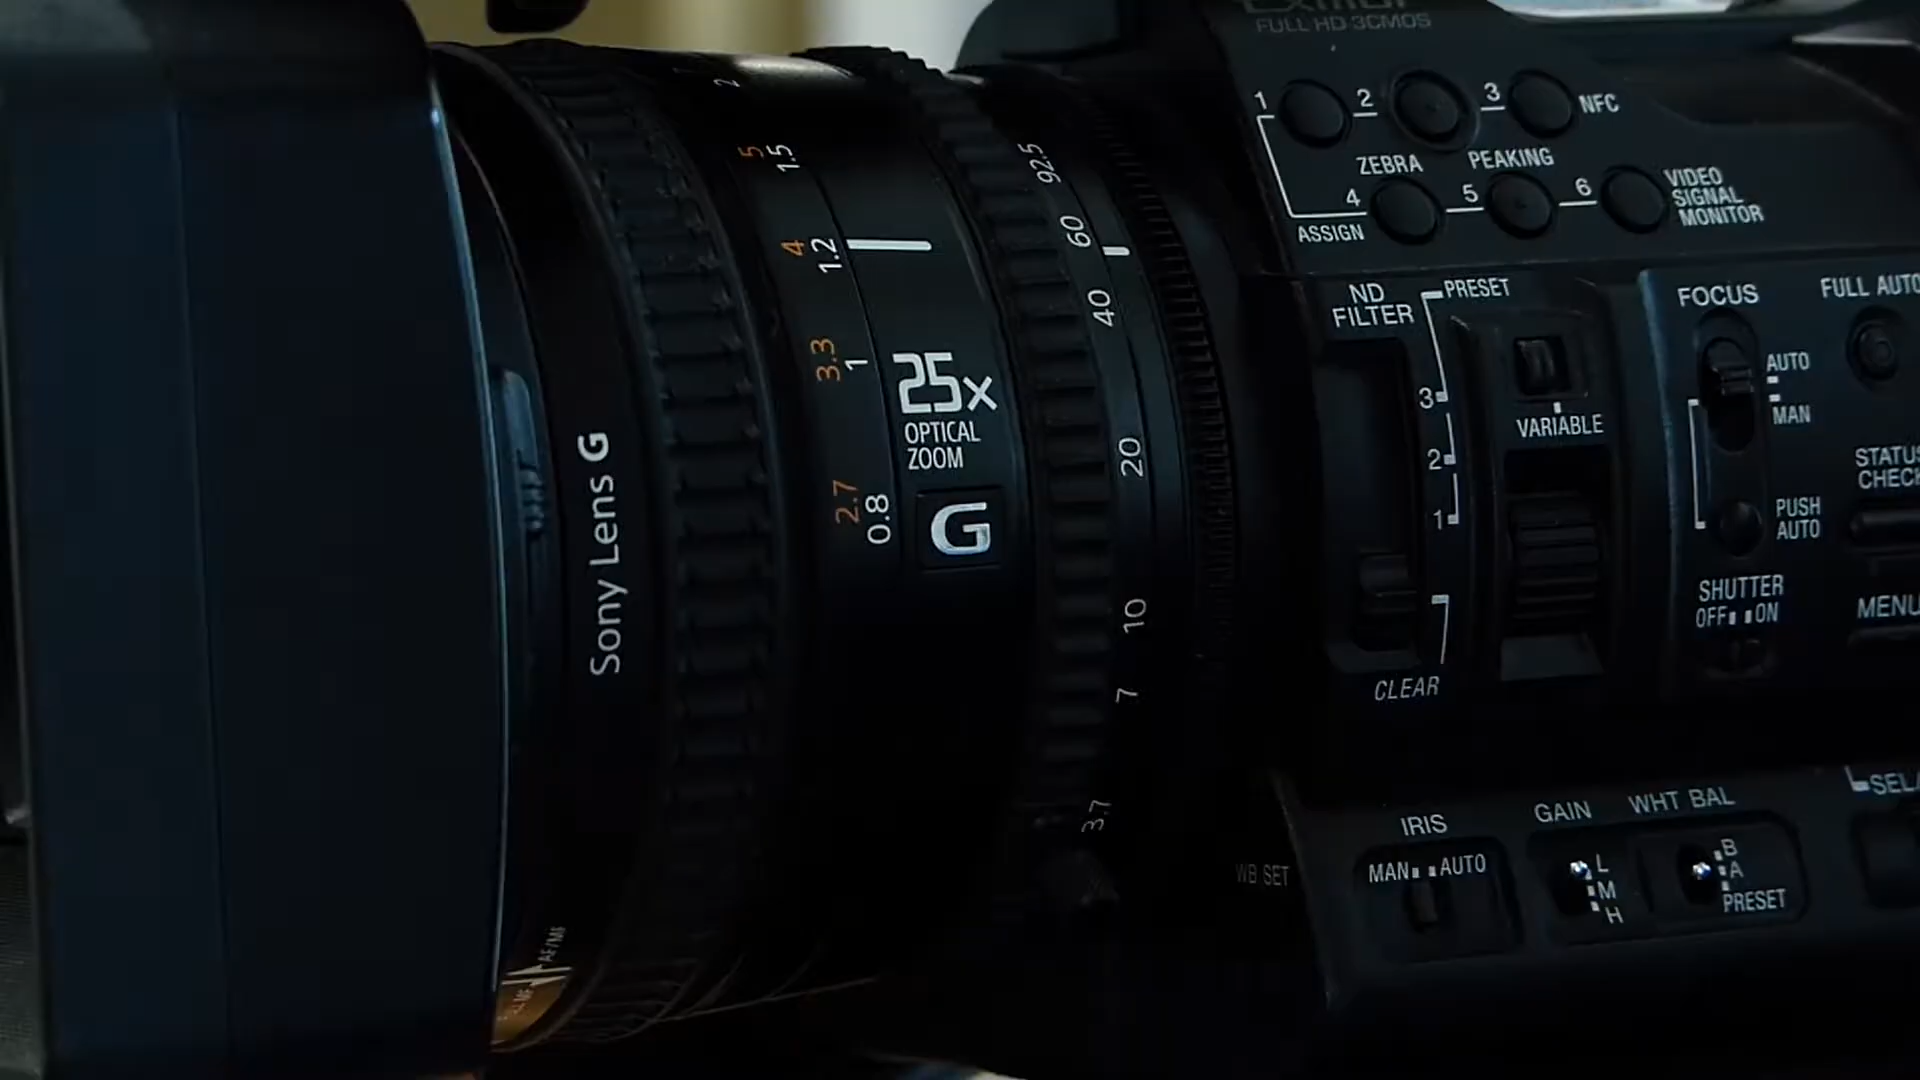 FULL HD 3CMOS
1
2
3
NFC
ZEBRA
PEAKING
4
5
6
VIDEO
SIGNAL
MONITOR
ASSIGN
2
5
1.5
4
1.2
3.3
1
2.7
0.8
25x
OPTICAL
ZOOM
G
Sony Lens G
92.5
60
40
20
10
7
3.7
ND
FILTER
PRESET
3
2
1
CLEAR
VARIABLE
FOCUS
AUTO
MAN
PUSH
AUTO
FULL AUTO
STATUS
CHECK
SHUTTER
OFF ON
MENU
IRIS
MAN AUTO
GAIN
L
M
H
WHT BAL
B
A
PRESET
WB SET
AF/MF